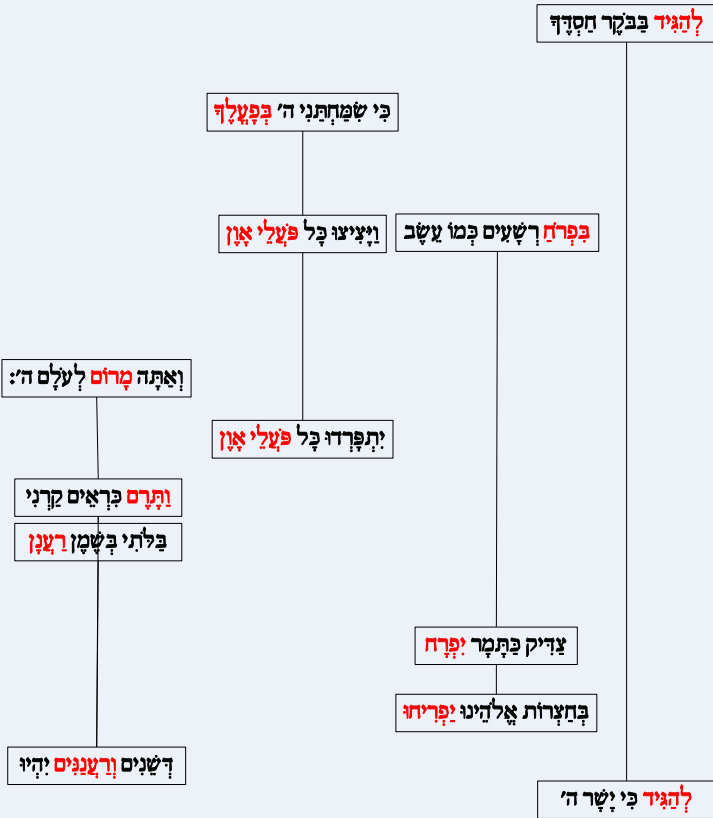 לְהַגִּיד בַּבֹּקֶר חַסְדֶּךָ
כִּי שִׂמַּחְתַּנִי ה' בְּפָעֳלֶךָ
בִּפְרֹחַ רְשָׁעִים כְּמוֹ עֵשֶׂב
וַיָּצִיצוּ כָּל פֹּעֲלֵי אָוֶן
וְאַתָּה מָרוֹם לְעֹלָם ה':
יִתְפָּרְדוּ כָּל פֹּעֲלֵי אָוֶן
וַתָּרֶם כִּרְאֵים קַרְנִי
בַּלֹּתִי בְּשֶׁמֶן רַעֲנָן
צַדִּיק כַּתָּמָר יִפְרָח
בְּחַצְרוֹת אֱלֹהֵינוּ יַפְרִיחוּ
דְּשֵׁנִים וְרַעֲנַנִּים יִהְיוּ
לְהַגִּיד כִּי יָשָׁר ה'